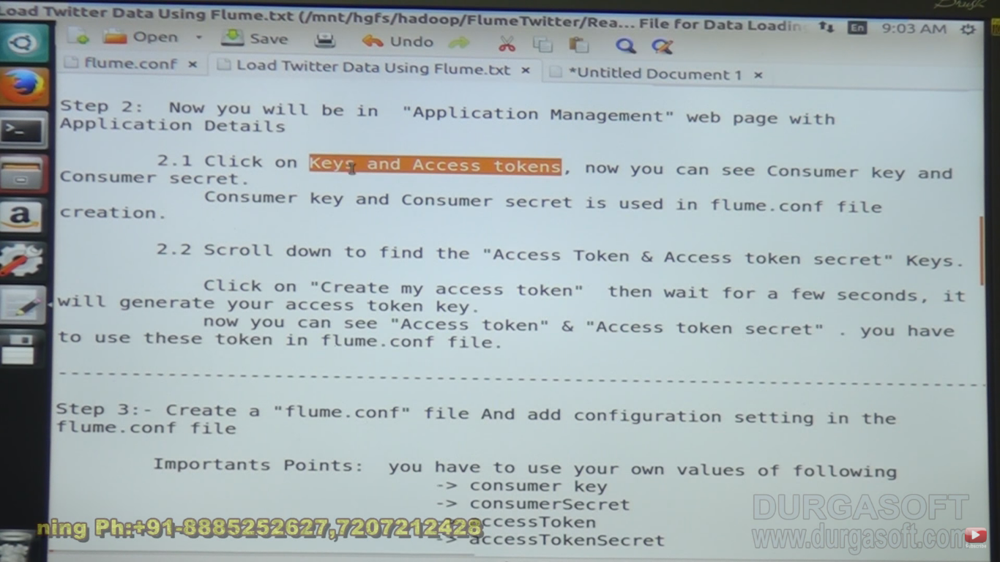 Load Twitter Data Using Flume.txt (/mnt/hgfs/hadoop/FlumeTwitter/Rea... File for Data Loading En 9:03 AM
Open Save Undo
flume.conf × Load Twitter Data Using Flume.txt × *Untitled Document 1 ×
Step 2: Now you will be in "Application Management" web page with
Application Details
2.1 Click on Keys and Access tokens, now you can see Consumer key and
Consumer secret.
Consumer key and Consumer secret is used in flume.conf file
creation.
2.2 Scroll down to find the "Access Token & Access token secret" Keys.
Click on "Create my access token" then wait for a few seconds, it
will generate your access token key.
now you can see "Access token" & "Access token secret" . you have
to use these token in flume.conf file.
--------------------------------------------------------------------------------
Step 3:- Create a "flume.conf" file And add configuration setting in the
flume.conf file
Importants Points: you have to use your own values of following
-> consumer key
-> consumerSecret
accessToken
-> accessTokenSecret
ning Ph:+91-8885252627,7207212428
DURGASOFT
www.durgasoft.com
Subscribe